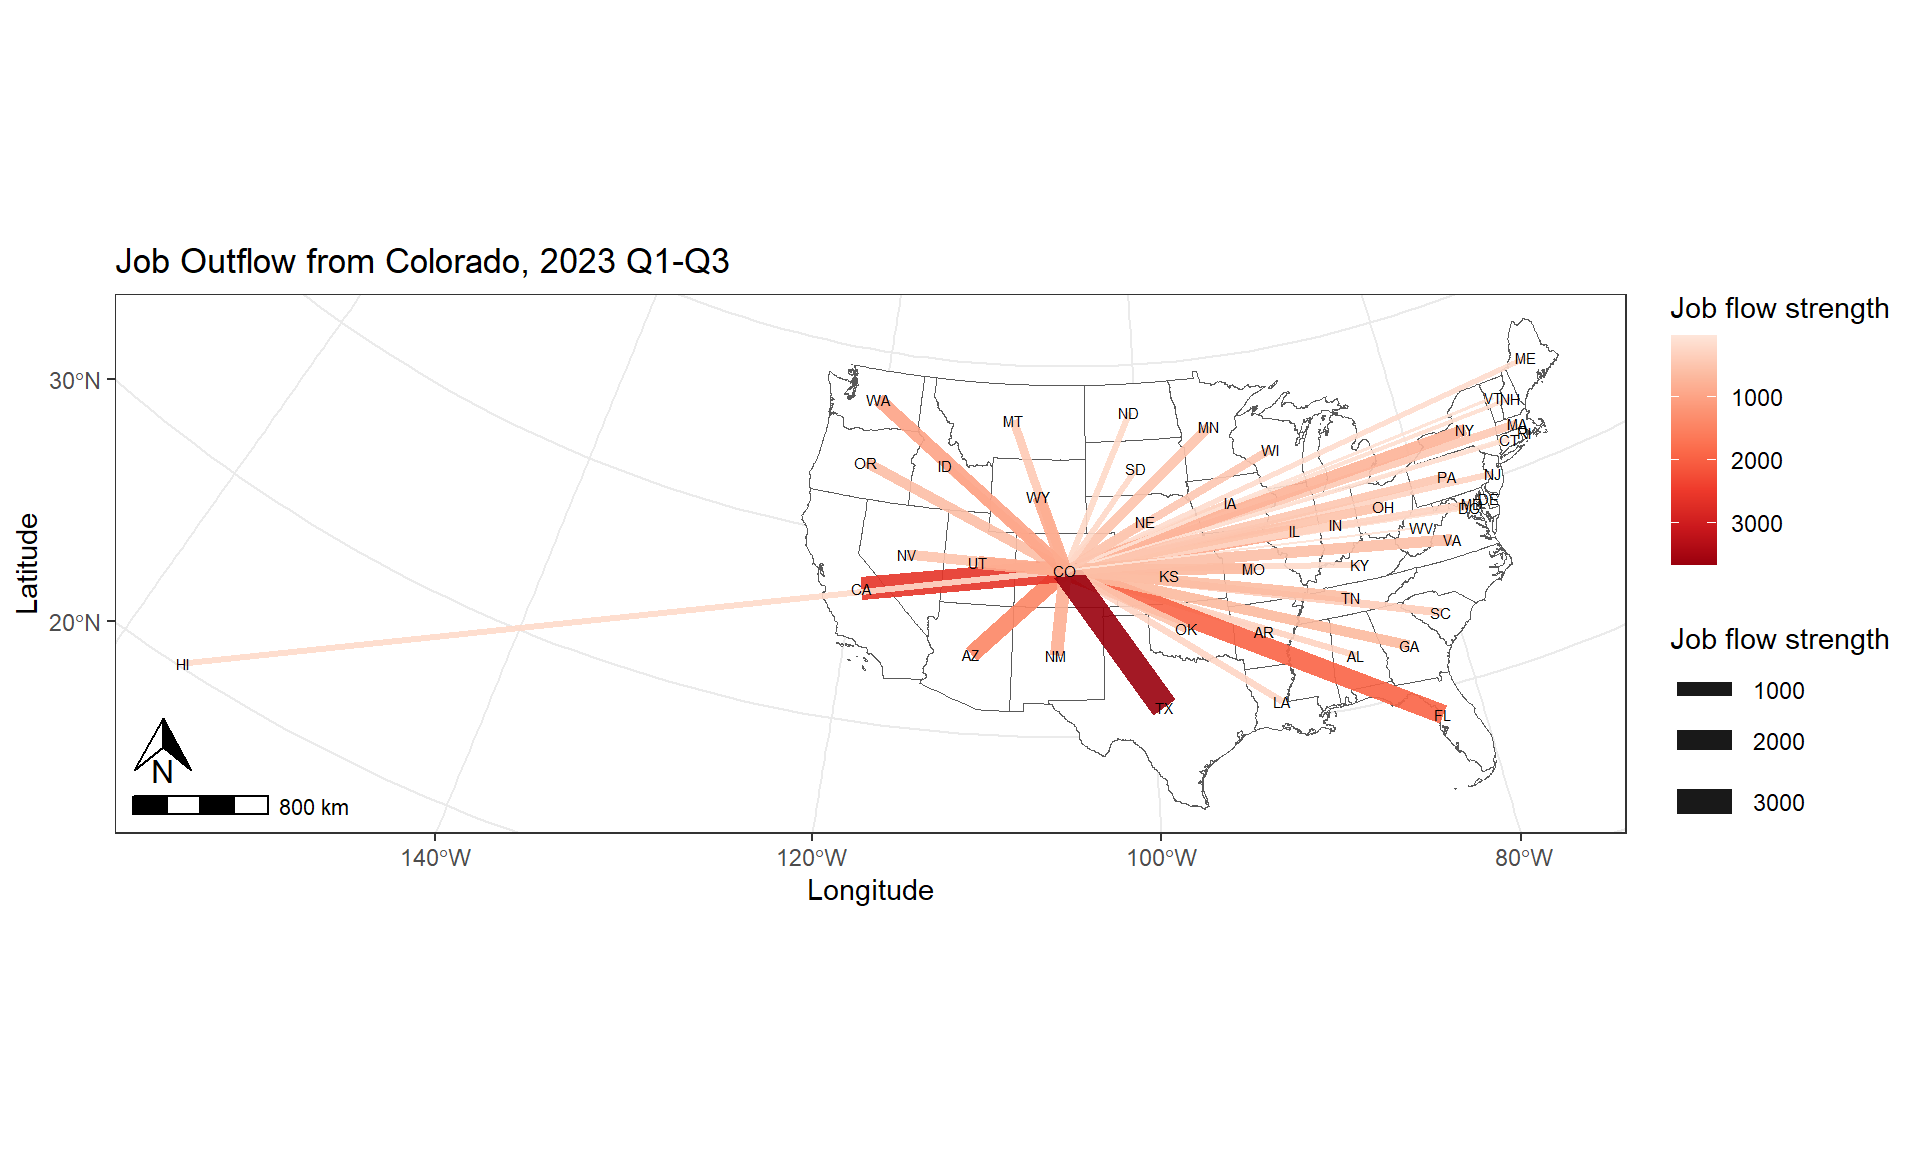 Job Outflow from Colorado, 2023 Q1-Q3
Job flow strength
1000
2000
3000
Job flow strength
1000
2000
3000
Latitude
30°N
20°N
140°W
120°W
100°W
80°W
Longitude
N
800 km
ME
WA
MT
ND
MN
VT
NH
NY
MA
CT
OR
ID
SD
WI
PA
NJ
WY
IA
OH
DE
NE
IL
IN
WV
VA
NV
UT
CO
KS
MO
KY
CA
TN
SC
OK
AR
GA
AZ
NM
AL
HI
LA
TX
FL